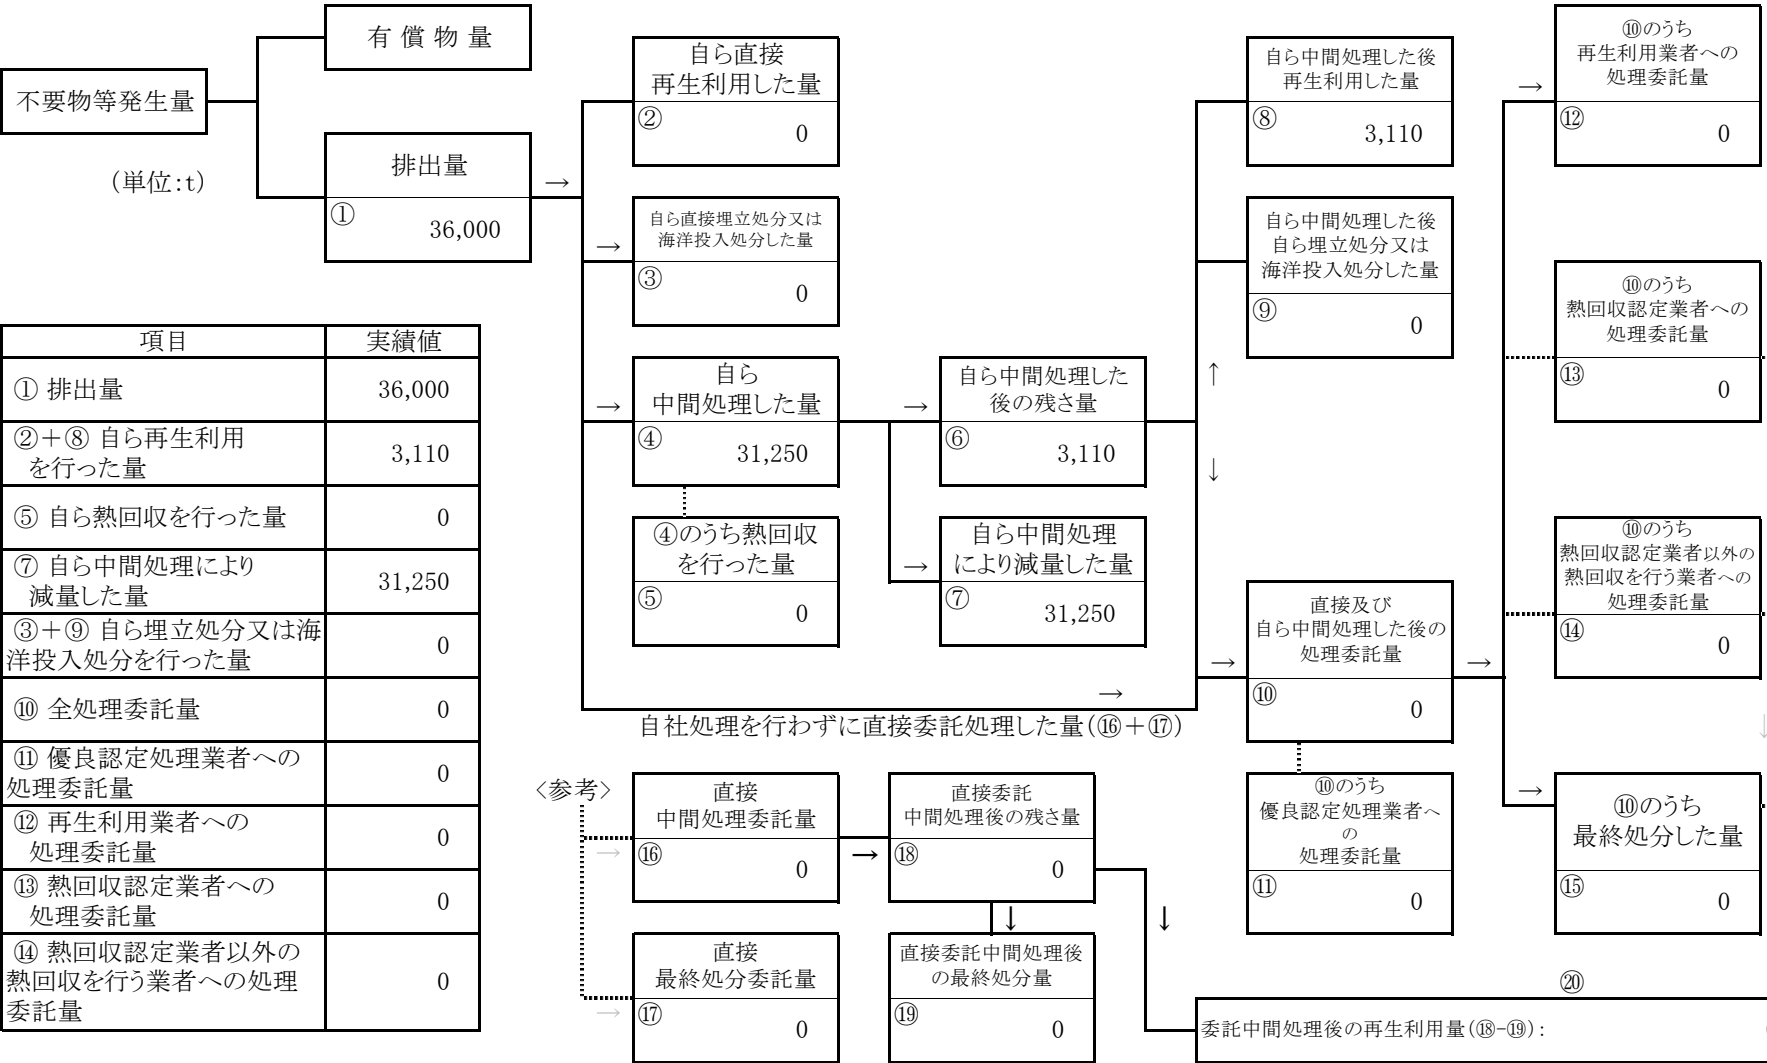 有 償 物 量
不要物等発生量
(単位:t)
排出量
①
36,000
→
自ら直接
再生利用した量
②
0
→
自ら直接埋立処分又は
海洋投入処分した量
③
0
→
自ら
中間処理した量
④
31,250
④のうち熱回収
を行った量
⑤
0
→
自ら中間処理した
後の残さ量
⑥
3,110
→
自ら中間処理
により減量した量
⑦
31,250
↑
↓
自ら中間処理した後
再生利用した量
⑧
3,110
自ら中間処理した後
自ら埋立処分又は
海洋投入処分した量
⑨
0
→
自社処理を行わずに直接委託処理した量(⑯+⑰)
→
直接及び
自ら中間処理した後の
処理委託量
⑩
0
→
⑩のうち
優良認定処理業者へ
の
処理委託量
⑪
0
→
⑩のうち
再生利用業者への
処理委託量
⑫
0
⑩のうち
熱回収認定業者への
処理委託量
⑬
0
⑩のうち
熱回収認定業者以外の
熱回収を行う業者への
処理委託量
⑭
0
↓
→
⑩のうち
最終処分した量
⑮
0
項目 実績値
① 排出量 36,000
②+⑧ 自ら再生利用
を行った量 3,110
⑤ 自ら熱回収を行った量 0
⑦ 自ら中間処理により
減量した量 31,250
③+⑨ 自ら埋立処分又は海
洋投入処分を行った量 0
⑩ 全処理委託量 0
⑪ 優良認定処理業者への
処理委託量 0
⑫ 再生利用業者への
処理委託量 0
⑬ 熱回収認定業者への
処理委託量 0
⑭ 熱回収認定業者以外の
熱回収を行う業者への処理
委託量 0
<参考>
→
直接
中間処理委託量
⑯
0
→
直接委託
中間処理後の残さ量
⑱
0
↓
↓
→
直接
最終処分委託量
⑰
0
直接委託中間処理後
の最終処分量
⑲
0
⑳
委託中間処理後の再生利用量(⑱-⑲):